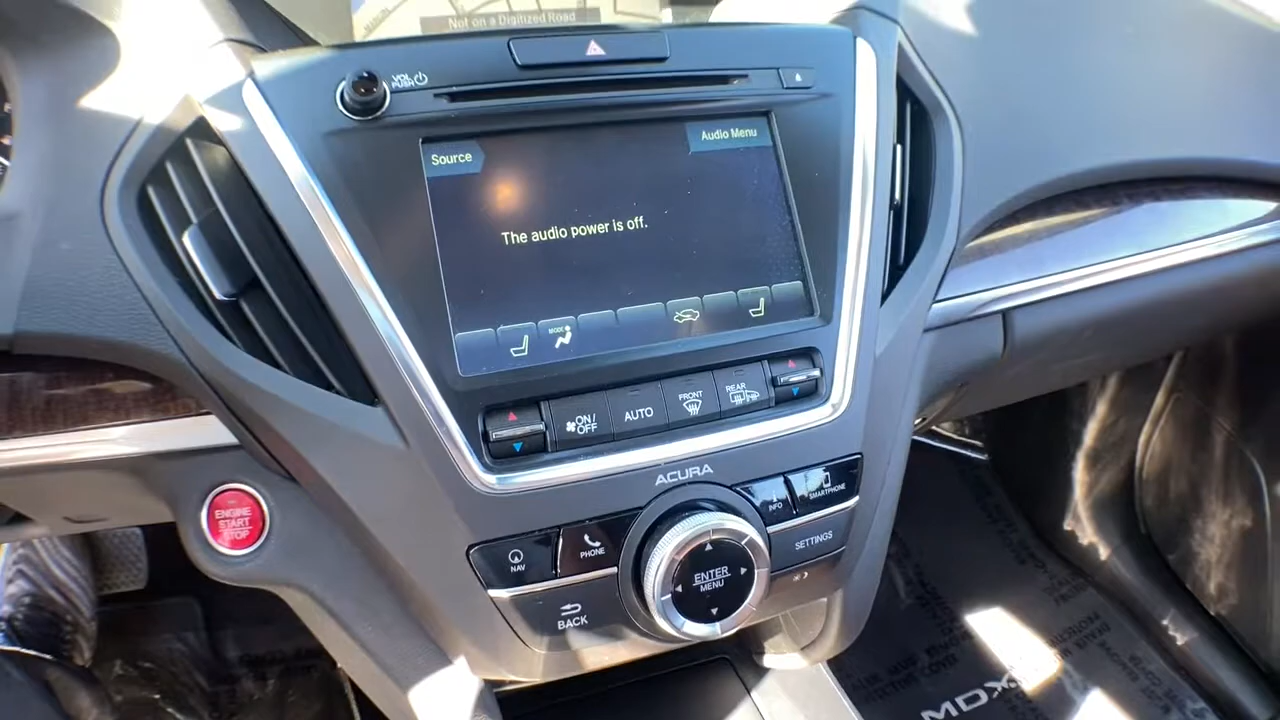 Not on a Digitized Road
VOL
PUSH
Audio Menu
Source
The audio power is off.
MODE
ON/
OFF
AUTO
FRONT
REAR
ACURA
ENGINE
START
STOP
NAV
PHONE
INFO
SMARTPHONE
SETTINGS
ENTER
MENU
BACK
MDX